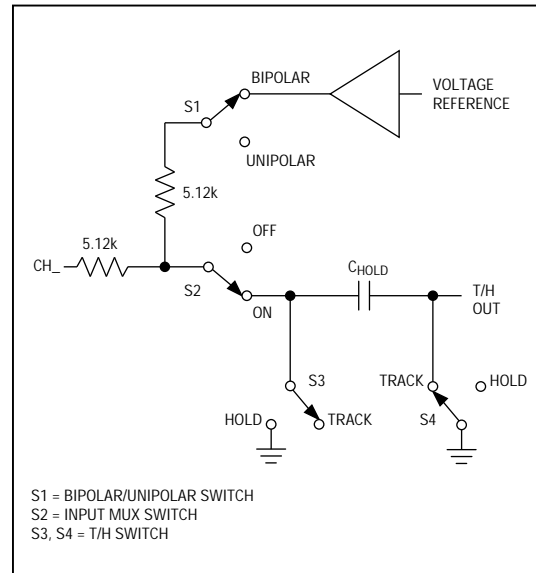 BIPOLAR
VOLTAGE
REFERENCE
S1
UNIPOLAR
5.12k
OFF
5.12k
CH_
S2
ON
CHOLD
T/H
OUT
S3
TRACK
HOLD
HOLD
TRACK
S4
S1 = BIPOLAR/UNIPOLAR SWITCH
S2 = INPUT MUX SWITCH
S3, S4 = T/H SWITCH